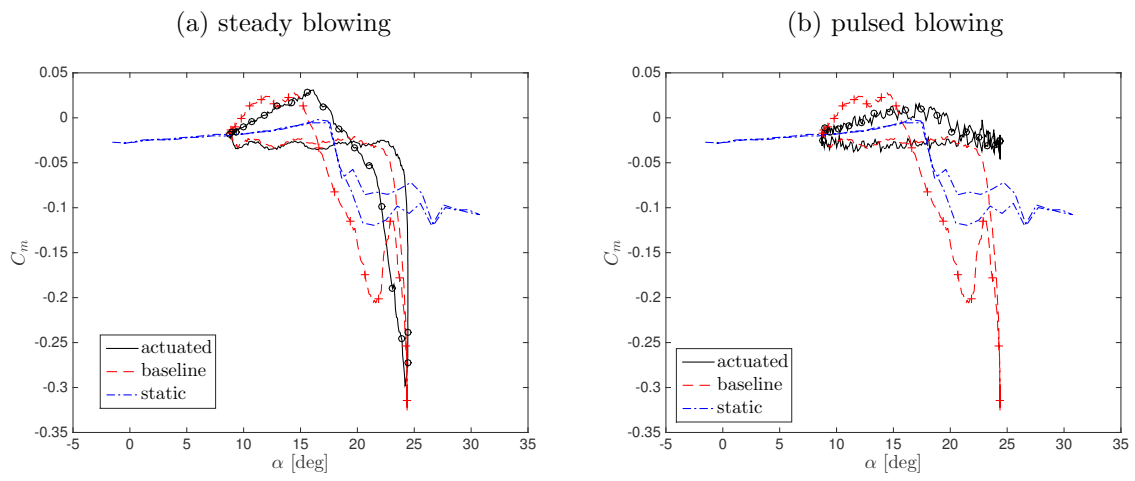 (a) steady blowing
0.05
0
-0.05
-0.1
-0.15
-0.2
-0.25
-0.3
-0.35
C_m
actuated
baseline
static
-5 0 5 10 15 20 25 30 35
α [deg]
(b) pulsed blowing
0.05
0
-0.05
-0.1
-0.15
-0.2
-0.25
-0.3
-0.35
C_m
actuated
baseline
static
-5 0 5 10 15 20 25 30 35
α [deg]